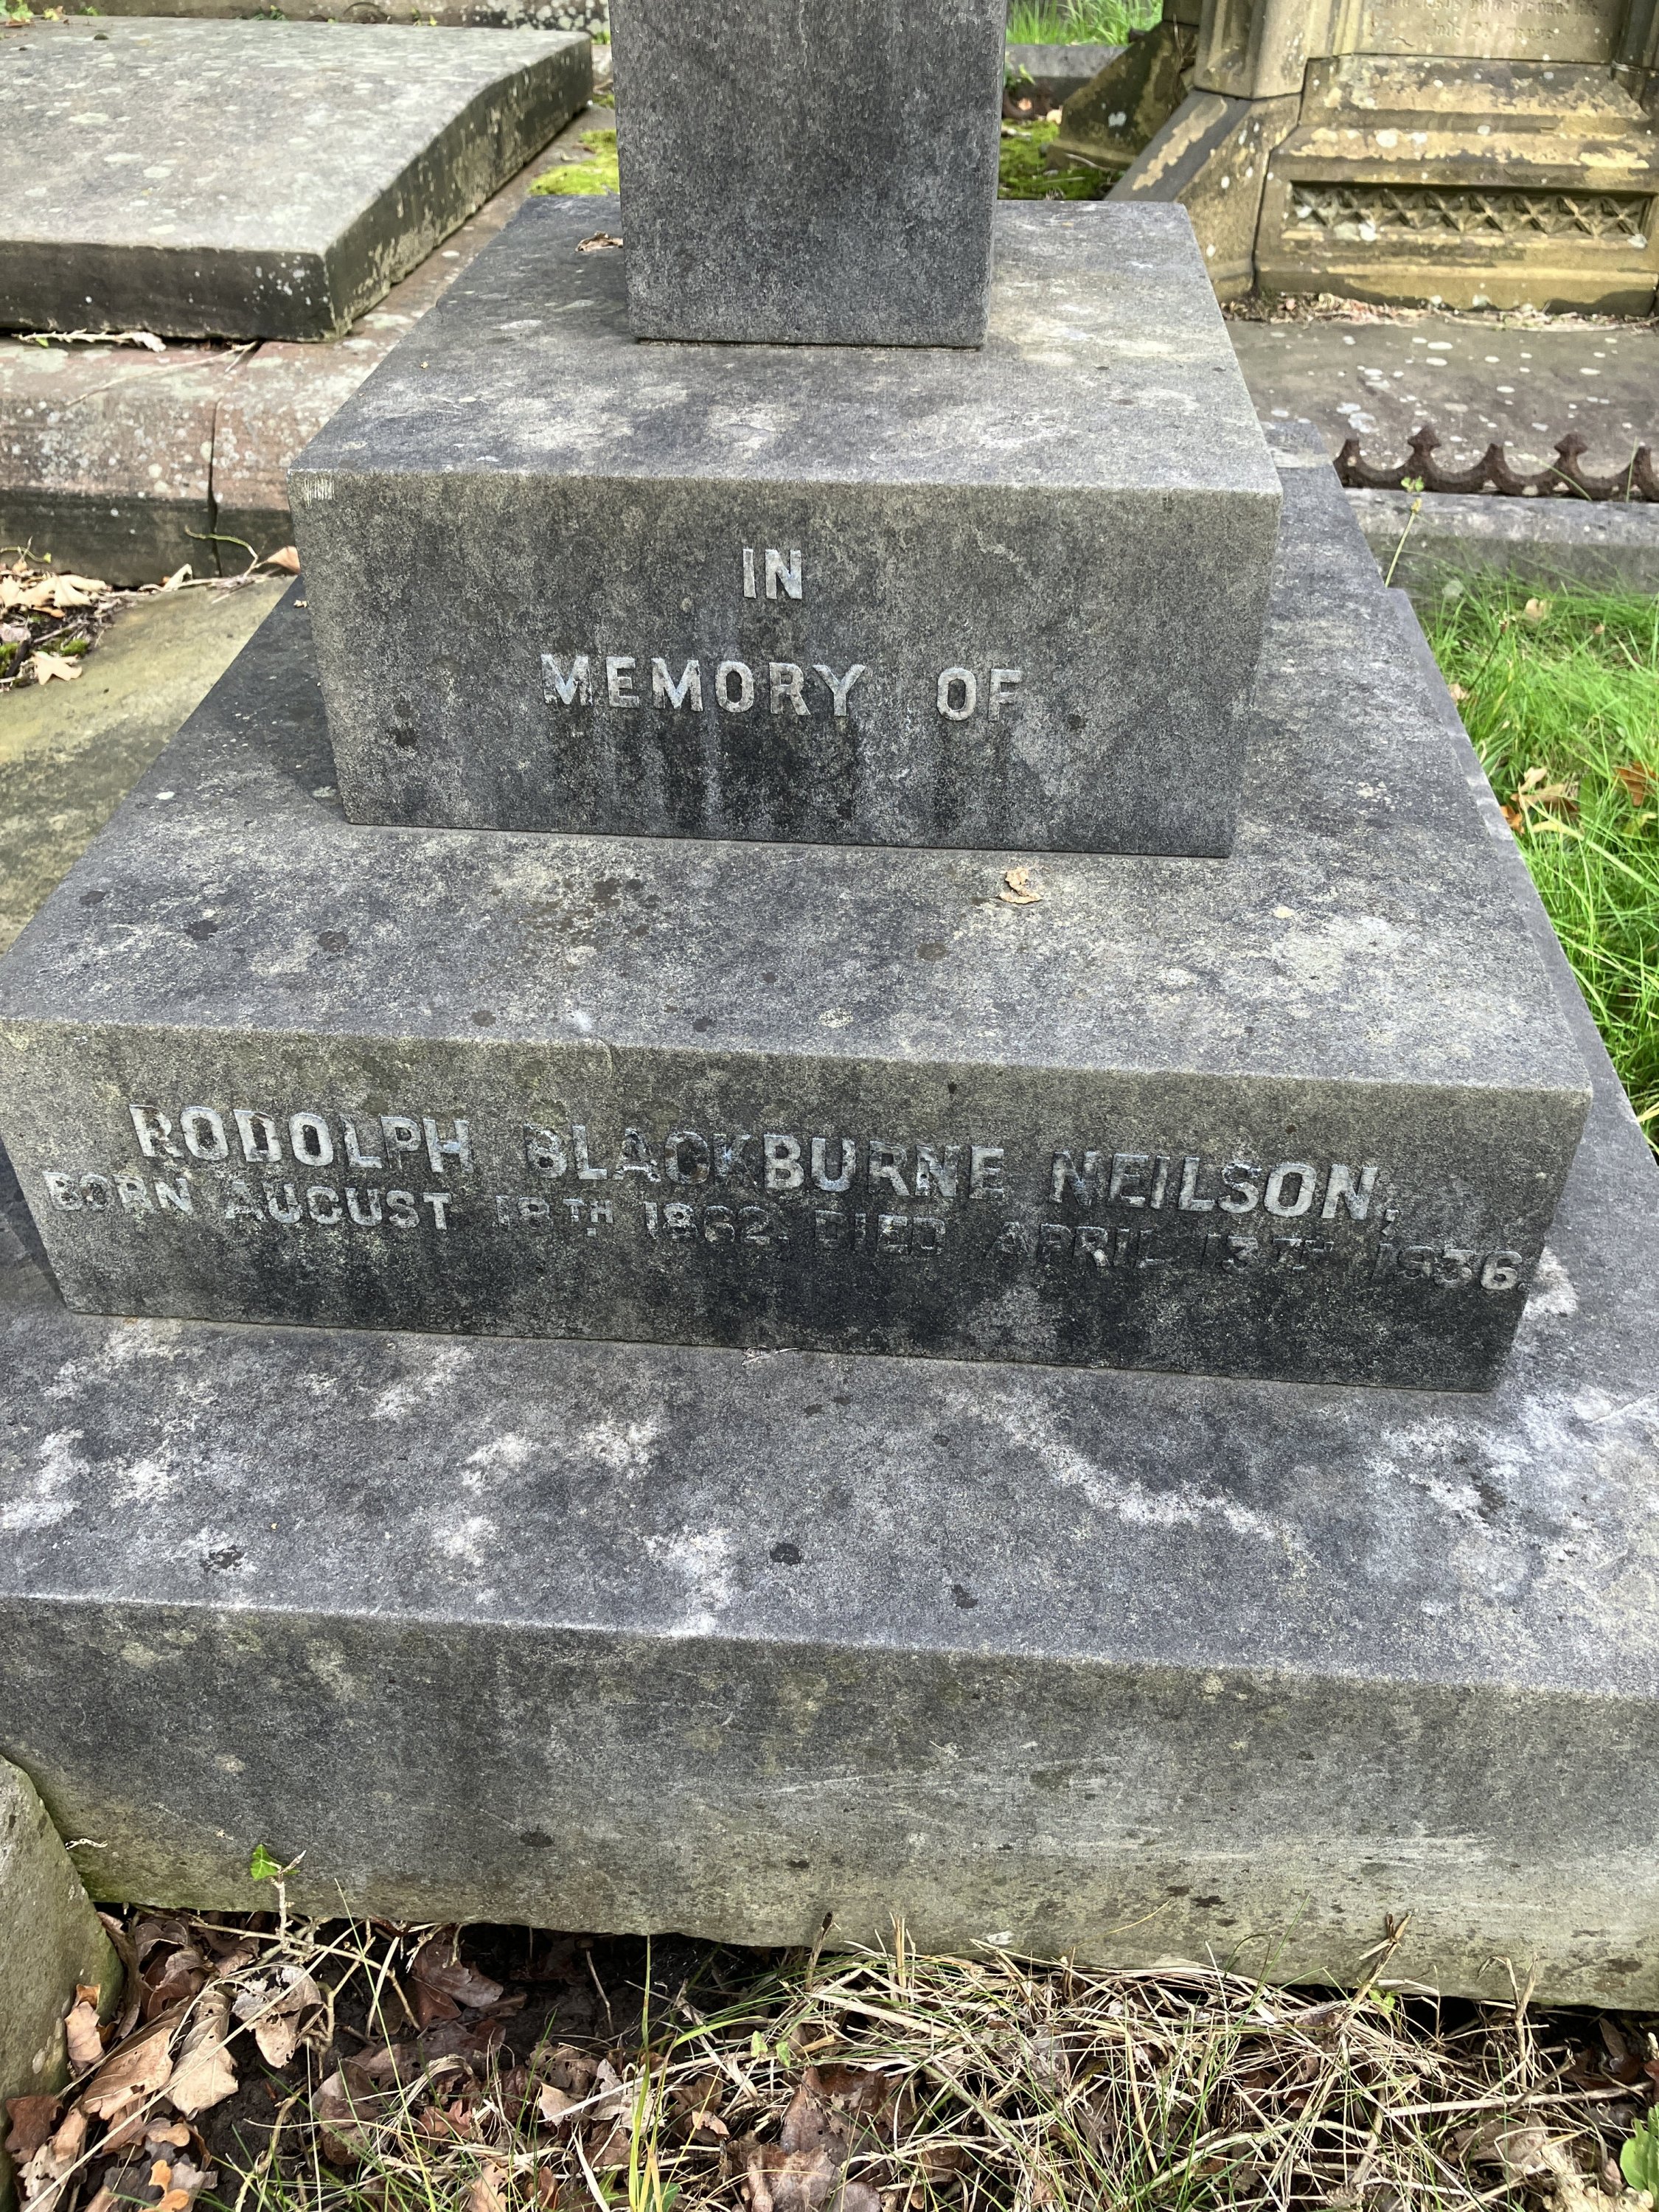 IN
MEMORY OF
RODOLPH BLACKBURNE NEILSON,
BORN AUGUST 18TH 1862. DIED APRIL 13TH 1936.